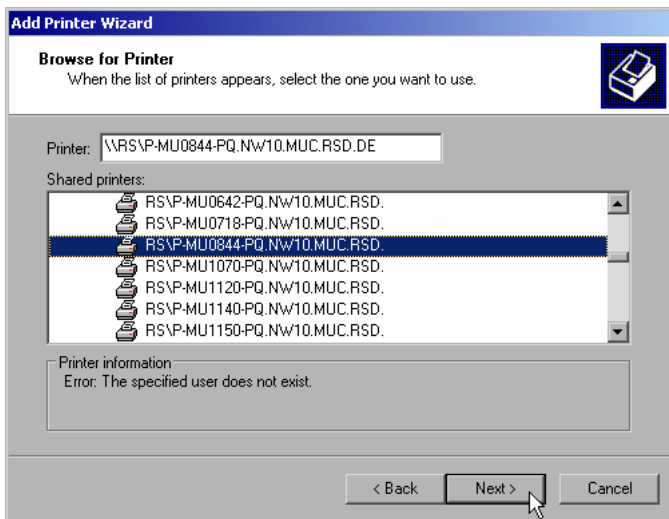 Add Printer Wizard
Browse for Printer
When the list of printers appears, select the one you want to use.
Printer: \\RS\P-MU0844-PQ.NW10.MUC.RSD.DE
Shared printers:
RS\P-MU0642-PQ.NW10.MUC.RSD.
RS\P-MU0718-PQ.NW10.MUC.RSD.
RS\P-MU0844-PQ.NW10.MUC.RSD.
RS\P-MU1070-PQ.NW10.MUC.RSD.
RS\P-MU1120-PQ.NW10.MUC.RSD.
RS\P-MU1140-PQ.NW10.MUC.RSD.
RS\P-MU1150-PQ.NW10.MUC.RSD.
Printer information
Error: The specified user does not exist.
< Back Next > Cancel